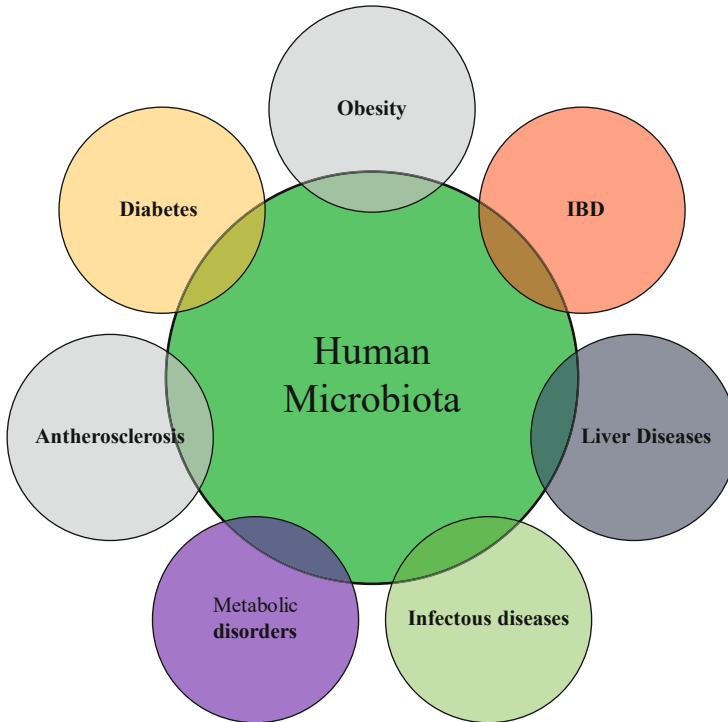 Obesity
Diabetes
IBD
Human
Microbiota
Antherosclerosis
Liver Diseases
Metabolic
disorders
Infectous diseases